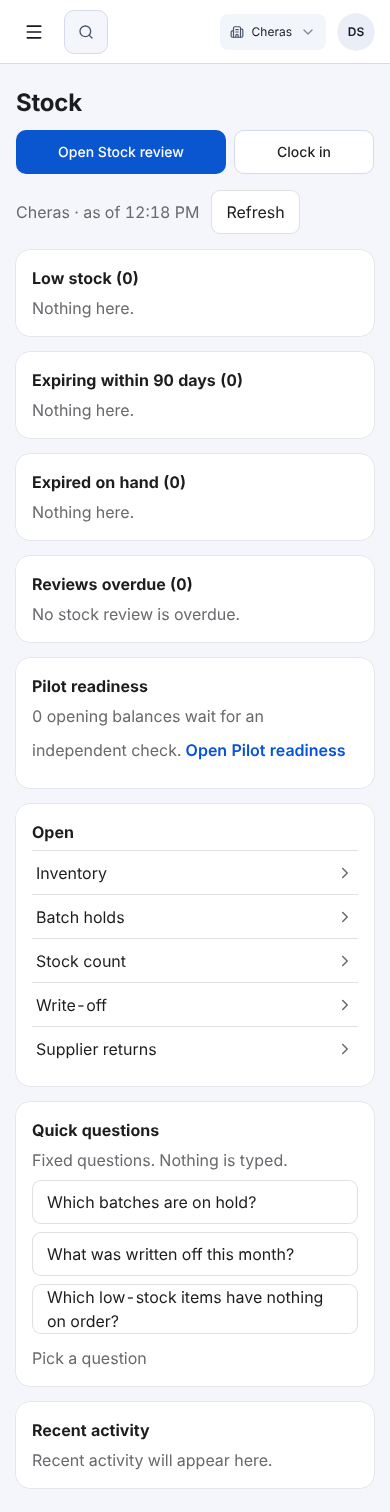 Cheras
DS
Stock
Open Stock review
Clock in
Cheras · as of 12:18 PM
Refresh
Low stock (0)
Nothing here.
Expiring within 90 days (0)
Nothing here.
Expired on hand (0)
Nothing here.
Reviews overdue (0)
No stock review is overdue.
Pilot readiness
0 opening balances wait for an
independent check. Open Pilot readiness
Open
Inventory
Batch holds
Stock count
Write-off
Supplier returns
Quick questions
Fixed questions. Nothing is typed.
Which batches are on hold?
What was written off this month?
Which low-stock items have nothing
on order?
Pick a question
Recent activity
Recent activity will appear here.